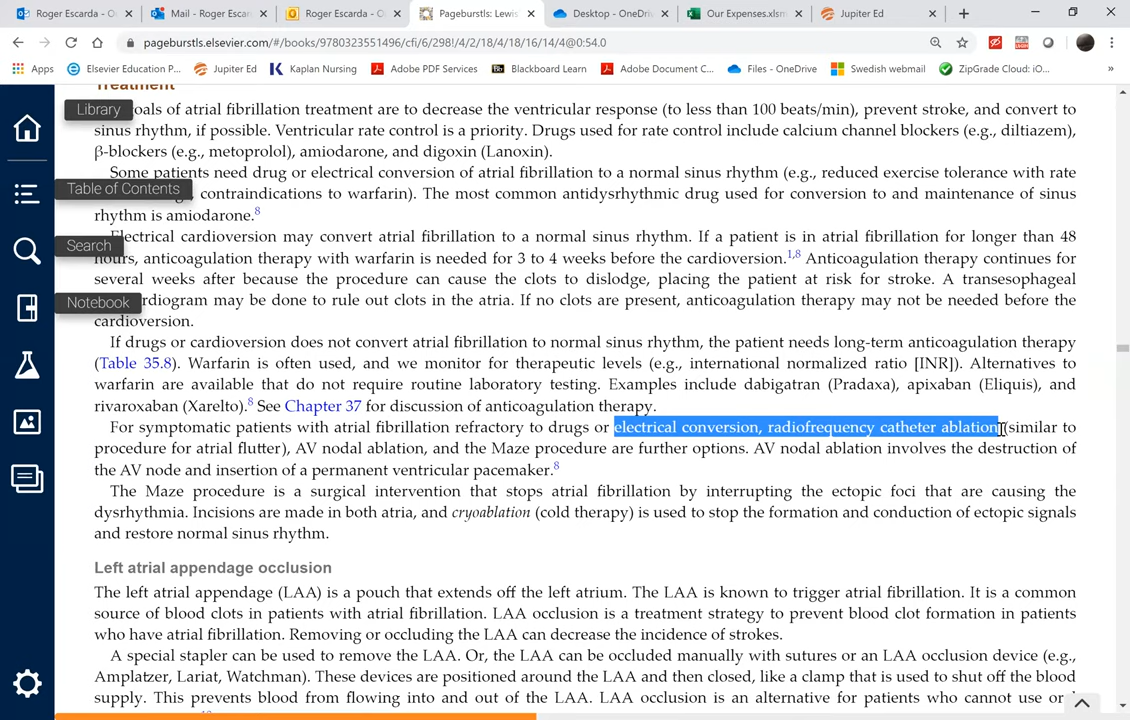 Roger Escarda - O
Mail - Roger Escar
Roger Escarda - O
Pageburstls: Lewis
Desktop - OneDri
Our Expenses.xlsm
Jupiter Ed
pageburstls.elsevier.com/#/books/9780323551496/cfi/6/298!/4/2/18/4/18/16/14/4@0:54.0
Apps
Elsevier Education P...
Jupiter Ed
Kaplan Nursing
Adobe PDF Services
Blackboard Learn
Adobe Document C...
Files - OneDrive
Swedish webmail
ZipGrade Cloud: iO...
»
Treatment
Library
oals of atrial fibrillation treatment are to decrease the ventricular response (to less than 100 beats/min), prevent stroke, and convert to
sinus rhythm, if possible. Ventricular rate control is a priority. Drugs used for rate control include calcium channel blockers (e.g., diltiazem),
β-blockers (e.g., metoprolol), amiodarone, and digoxin (Lanoxin).
Some patients need drug or electrical conversion of atrial fibrillation to a normal sinus rhythm (e.g., reduced exercise tolerance with rate
Table of Contents
contraindications to warfarin). The most common antidysrhythmic drug used for conversion to and maintenance of sinus
rhythm is amiodarone.8
Electrical cardioversion may convert atrial fibrillation to a normal sinus rhythm. If a patient is in atrial fibrillation for longer than 48
Search
hours, anticoagulation therapy with warfarin is needed for 3 to 4 weeks before the cardioversion.1,8 Anticoagulation therapy continues for
several weeks after because the procedure can cause the clots to dislodge, placing the patient at risk for stroke. A transesophageal
Notebook
rdiogram may be done to rule out clots in the atria. If no clots are present, anticoagulation therapy may not be needed before the
cardioversion.
If drugs or cardioversion does not convert atrial fibrillation to normal sinus rhythm, the patient needs long-term anticoagulation therapy
(Table 35.8). Warfarin is often used, and we monitor for therapeutic levels (e.g., international normalized ratio [INR]). Alternatives to
warfarin are available that do not require routine laboratory testing. Examples include dabigatran (Pradaxa), apixaban (Eliquis), and
rivaroxaban (Xarelto).8 See Chapter 37 for discussion of anticoagulation therapy.
For symptomatic patients with atrial fibrillation refractory to drugs or electrical conversion, radiofrequency catheter ablation (similar to
procedure for atrial flutter), AV nodal ablation, and the Maze procedure are further options. AV nodal ablation involves the destruction of
the AV node and insertion of a permanent ventricular pacemaker.8
The Maze procedure is a surgical intervention that stops atrial fibrillation by interrupting the ectopic foci that are causing the
dysrhythmia. Incisions are made in both atria, and cryoablation (cold therapy) is used to stop the formation and conduction of ectopic signals
and restore normal sinus rhythm.
Left atrial appendage occlusion
The left atrial appendage (LAA) is a pouch that extends off the left atrium. The LAA is known to trigger atrial fibrillation. It is a common
source of blood clots in patients with atrial fibrillation. LAA occlusion is a treatment strategy to prevent blood clot formation in patients
who have atrial fibrillation. Removing or occluding the LAA can decrease the incidence of strokes.
A special stapler can be used to remove the LAA. Or, the LAA can be occluded manually with sutures or an LAA occlusion device (e.g.,
Amplatzer, Lariat, Watchman). These devices are positioned around the LAA and then closed, like a clamp that is used to shut off the blood
supply. This prevents blood from flowing into and out of the LAA. LAA occlusion is an alternative for patients who cannot use or